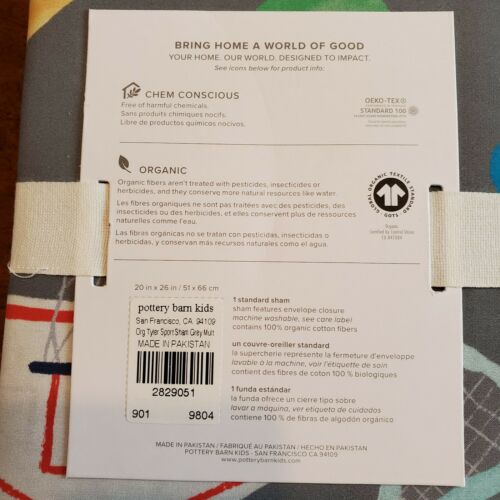 BRING HOME A WORLD OF GOOD
YOUR HOME. OUR WORLD. DESIGNED TO IMPACT.
See icons below for product info:
CHEM CONSCIOUS
Free of harmful chemicals.
Sans produits chimiques nocifs.
Libre de productos químicos nocivos.
OEKO-TEX®
STANDARD 100
ORGANIC
Organic fibers aren't treated with pesticides, insecticides or
herbicides, and they conserve more natural resources like water.
Les fibres organiques ne sont pas traitées avec des pesticides, des
insecticides ou des herbicides, et elles conservent plus de ressources
naturelles comme l'eau.
Las fibras orgánicas no se tratan con pesticidas, insecticidas o
herbicidas, y conservan más recursos naturales como el agua.
GLOBAL ORGANIC TEXTILE STANDARD
GOTS
Organic
Certified by Control Union
20 in x 26 in / 51 x 66 cm
pottery barn kids
San Francisco, CA 94109
Org Tyler Sport Sham Grey Mult
MADE IN PAKISTAN
2829051
901 9804
1 standard sham
sham features envelope closure
machine washable, see care label
contains 100% organic cotton fibers
un couvre-oreiller standard
la supercherie représente la fermeture d'enveloppe
lavable à la machine, voir l'étiquette de soin
contient des fibres de coton 100 % biologiques
1 funda estándar
la funda ofrece un cierre tipo sobre
lavar a máquina, ver etiqueta de cuidados
contiene 100 % de fibras de algodón orgánico
MADE IN PAKISTAN / FABRIQUÉ AU PAKISTAN / HECHO EN PAKISTÁN
POTTERY BARN KIDS - SAN FRANCISCO CA 94109
www.potterybarnkids.com